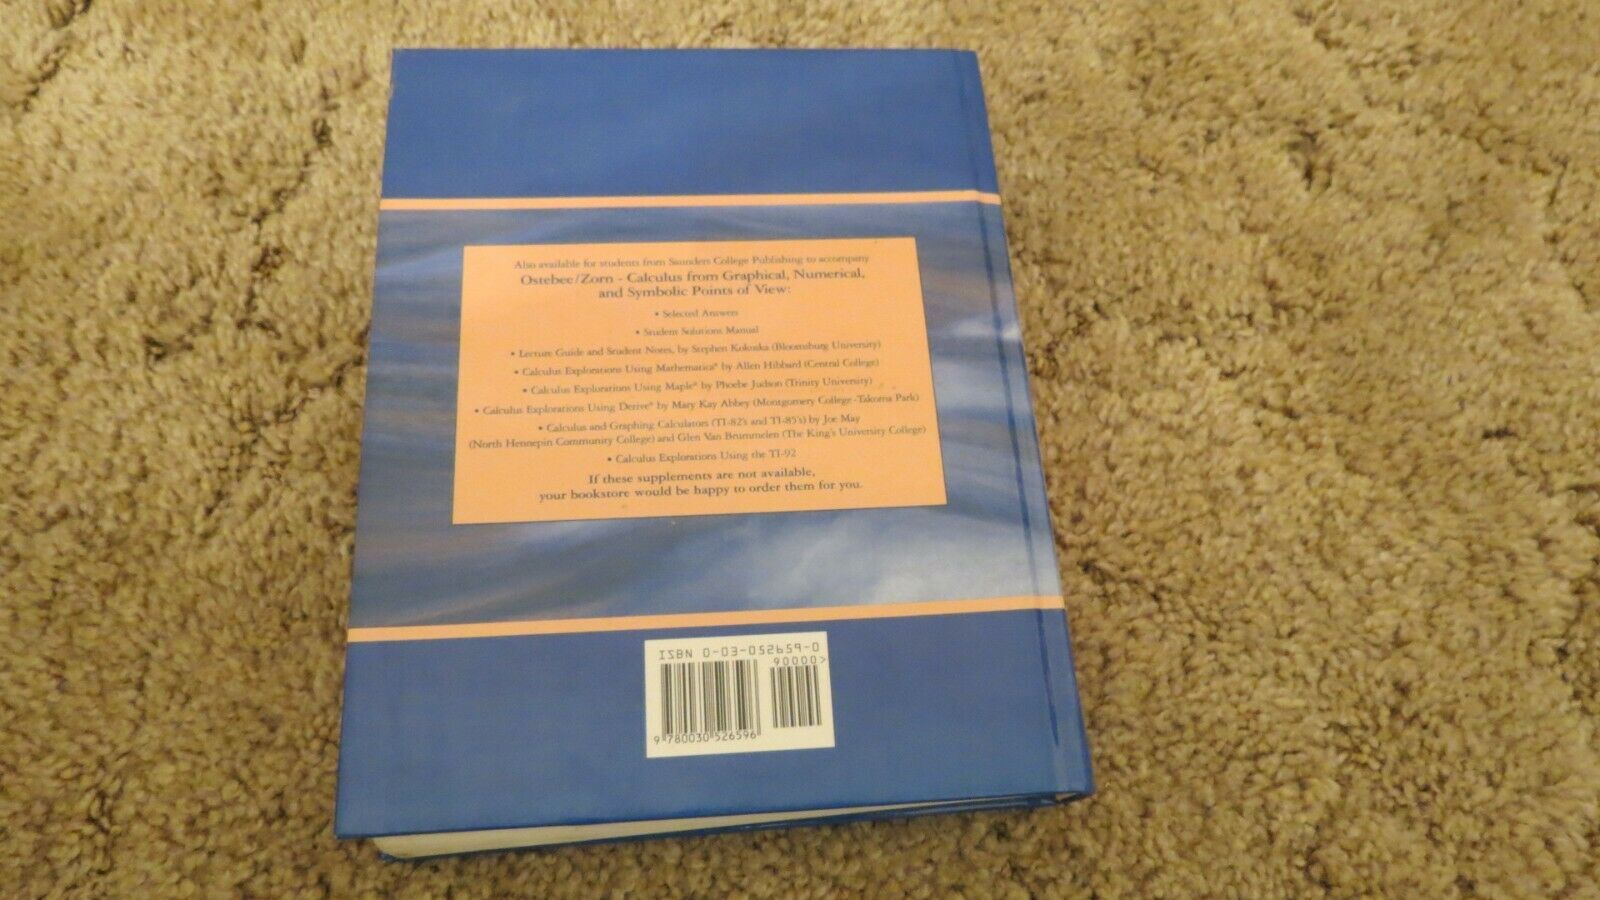 Also available for students from Saunders College Publishing to accompany
Ostebee/Zorn - Calculus from Graphical, Numerical,
and Symbolic Points of View:
• Selected Answers
• Student Solutions Manual
• Lecture Guide and Student Notes, by Stephen Kokoska (Bloomsburg University)
• Calculus Explorations Using Mathematica® by Allen Hibbard (Central College)
• Calculus Explorations Using Maple® by Phoebe Judson (Trinity University)
• Calculus Explorations Using Derive® by Mary Kay Abbey (Montgomery College-Takoma Park)
• Calculus and Graphing Calculators (TI-82's and TI-85's) by Joe May
(North Hennepin Community College) and Glen Van Brummelen (The King's University College)
• Calculus Explorations Using the TI-92
If these supplements are not available,
your bookstore would be happy to order them for you.
ISBN 0-03-052659-0
90000>
9 780030 526596